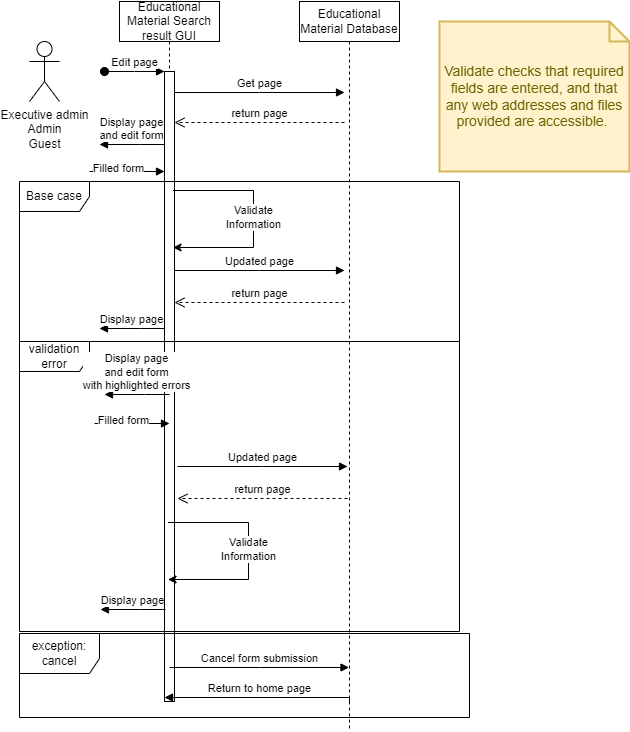 Educational
Material Search
result GUI
Educational
Material Database
Edit page
Validate checks that required
fields are entered, and that
any web addresses and files
provided are accessible.
Get page
Executive admin
Admin
Guest
return page
Display page
and edit form
Filled form
Base case
Validate
Information
Updated page
return page
Display page
validation
error
Display page
and edit form
with highlighted errors
Filled form
Updated page
return page
Validate
Information
Display page
exception:
cancel
Cancel form submission
Return to home page